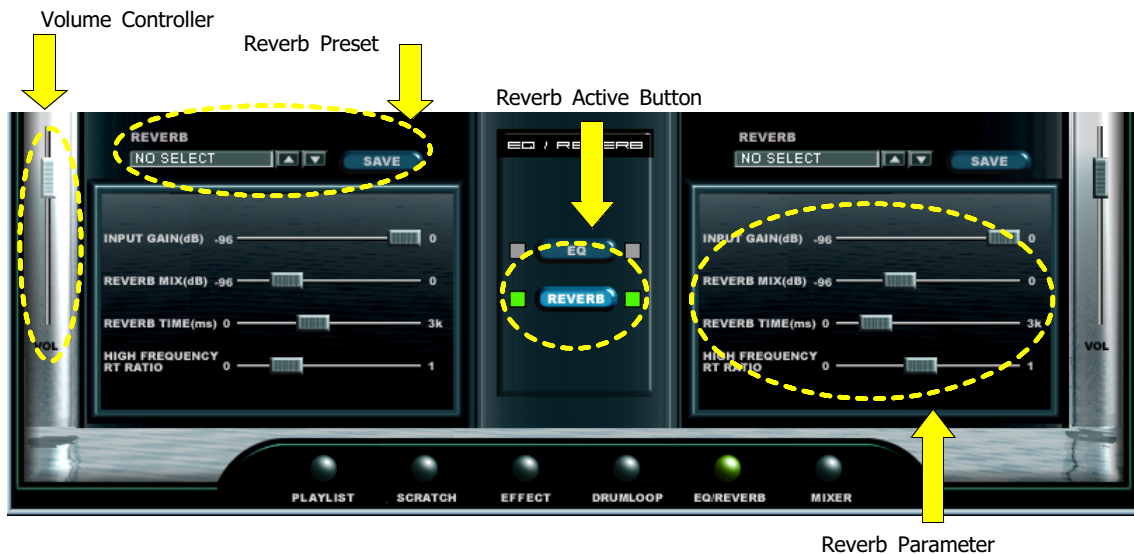 Volume Controller
Reverb Preset
Reverb Active Button
REVERB
NO SELECT
SAVE
EQ / REVERB
REVERB
NO SELECT
SAVE
INPUT GAIN(dB) -96 0
REVERB MIX(dB) -96 0
REVERB TIME(ms) 0 3k
HIGH FREQUENCY
RT RATIO 0 1
VOL
EQ
REVERB
INPUT GAIN(dB) -96 0
REVERB MIX(dB) -96 0
REVERB TIME(ms) 0 3k
HIGH FREQUENCY
RT RATIO 0 1
VOL
PLAYLIST SCRATCH EFFECT DRUMLOOP EQ/REVERB MIXER
Reverb Parameter